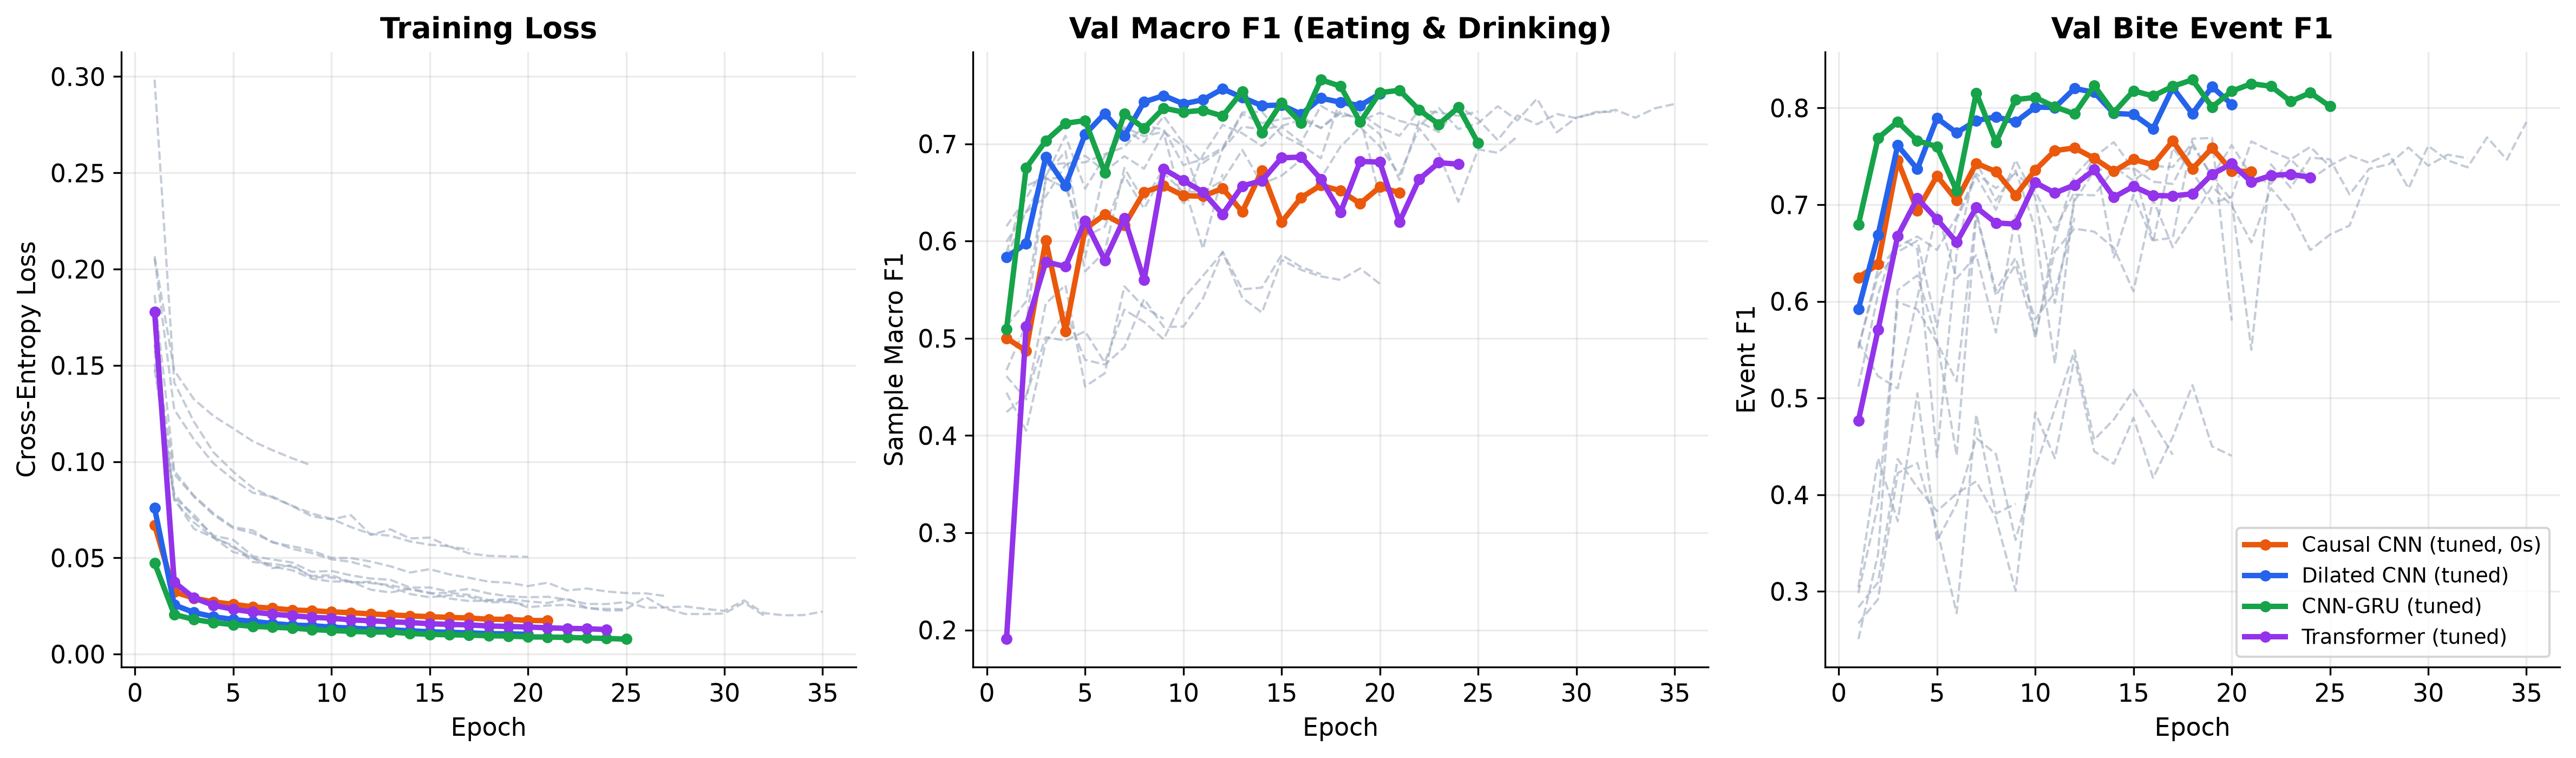 Training Loss
Cross-Entropy Loss
0.30
0.25
0.20
0.15
0.10
0.05
0.00
0 5 10 15 20 25 30 35
Epoch
Val Macro F1 (Eating & Drinking)
Sample Macro F1
0.7
0.6
0.5
0.4
0.3
0.2
0 5 10 15 20 25 30 35
Epoch
Val Bite Event F1
Event F1
0.8
0.7
0.6
0.5
0.4
0.3
Causal CNN (tuned, 0s)
Dilated CNN (tuned)
CNN-GRU (tuned)
Transformer (tuned)
0 5 10 15 20 25 30 35
Epoch